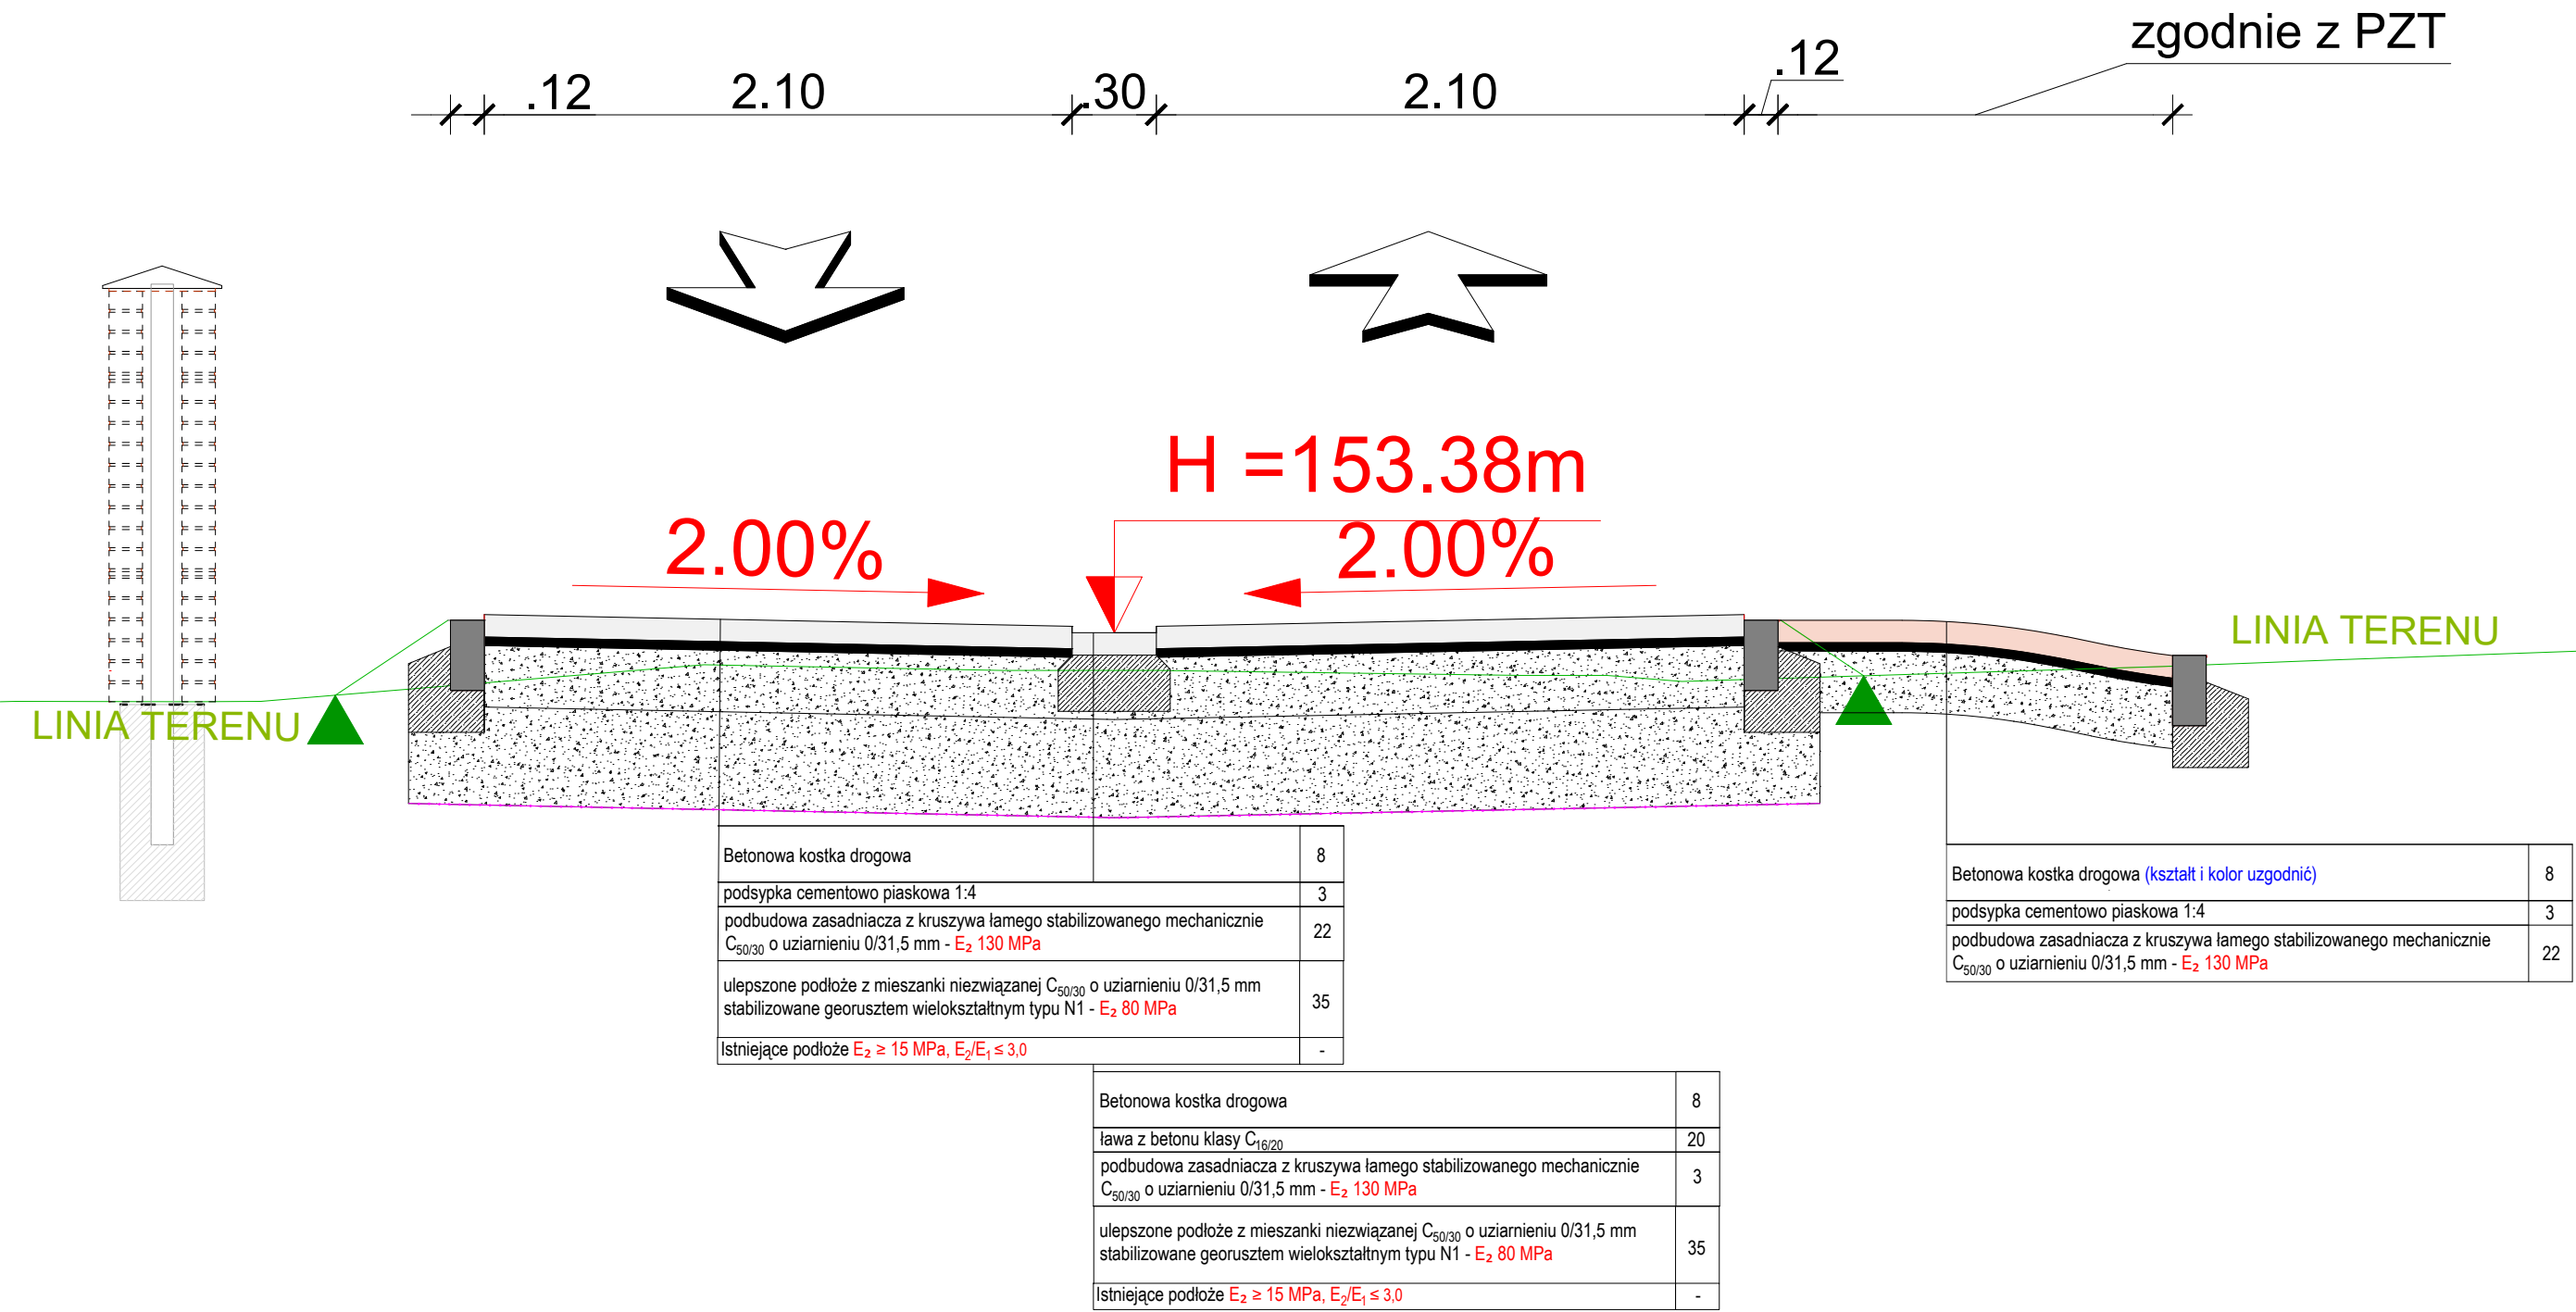 zgodnie z PZT
.12
2.10
.30
2.10
.12
H =153.38m
2.00%
2.00%
LINIA TERENU
LINIA TERENU
Betonowa kostka drogowa 8
podsypka cementowo piaskowa 1:4 3
podbudowa zasadniacza z kruszywa łamego stabilizowanego mechanicznie
C50/30 o uziarnieniu 0/31,5 mm - E₂ 130 MPa 22
ulepszone podłoże z mieszanki niezwiązanej C50/30 o uziarnieniu 0/31,5 mm
stabilizowane georusztem wielokształtnym typu N1 - E₂ 80 MPa 35
Istniejące podłoże E₂ ≥ 15 MPa, E₂/E₁ ≤ 3,0 -
Betonowa kostka drogowa (kształt i kolor uzgodnić) 8
podsypka cementowo piaskowa 1:4 3
podbudowa zasadniacza z kruszywa łamego stabilizowanego mechanicznie
C50/30 o uziarnieniu 0/31,5 mm - E₂ 130 MPa 22
Betonowa kostka drogowa 8
ława z betonu klasy C16/20 20
podbudowa zasadniacza z kruszywa łamego stabilizowanego mechanicznie
C50/30 o uziarnieniu 0/31,5 mm - E₂ 130 MPa 3
ulepszone podłoże z mieszanki niezwiązanej C50/30 o uziarnieniu 0/31,5 mm
stabilizowane georusztem wielokształtnym typu N1 - E₂ 80 MPa 35
Istniejące podłoże E₂ ≥ 15 MPa, E₂/E₁ ≤ 3,0 -